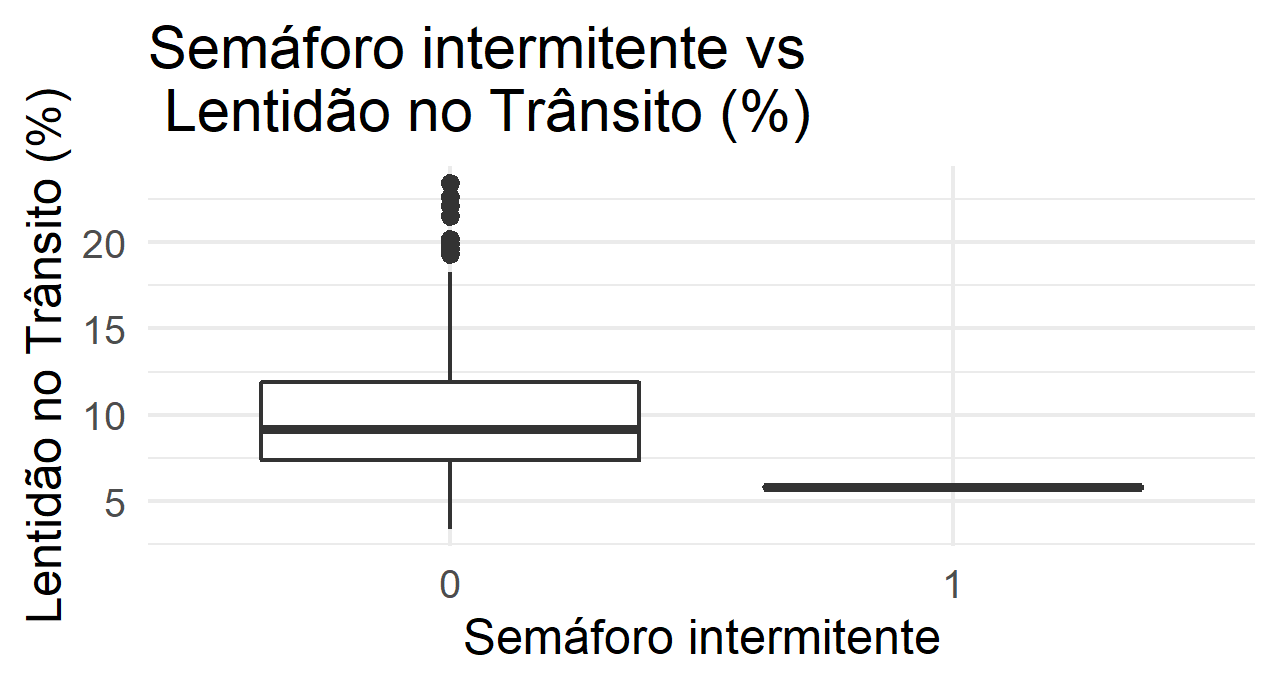 Semáforo intermitente vs
Lentidão no Trânsito (%)
Lentidão no Trânsito (%)
20
15
10
5
0
1
Semáforo intermitente